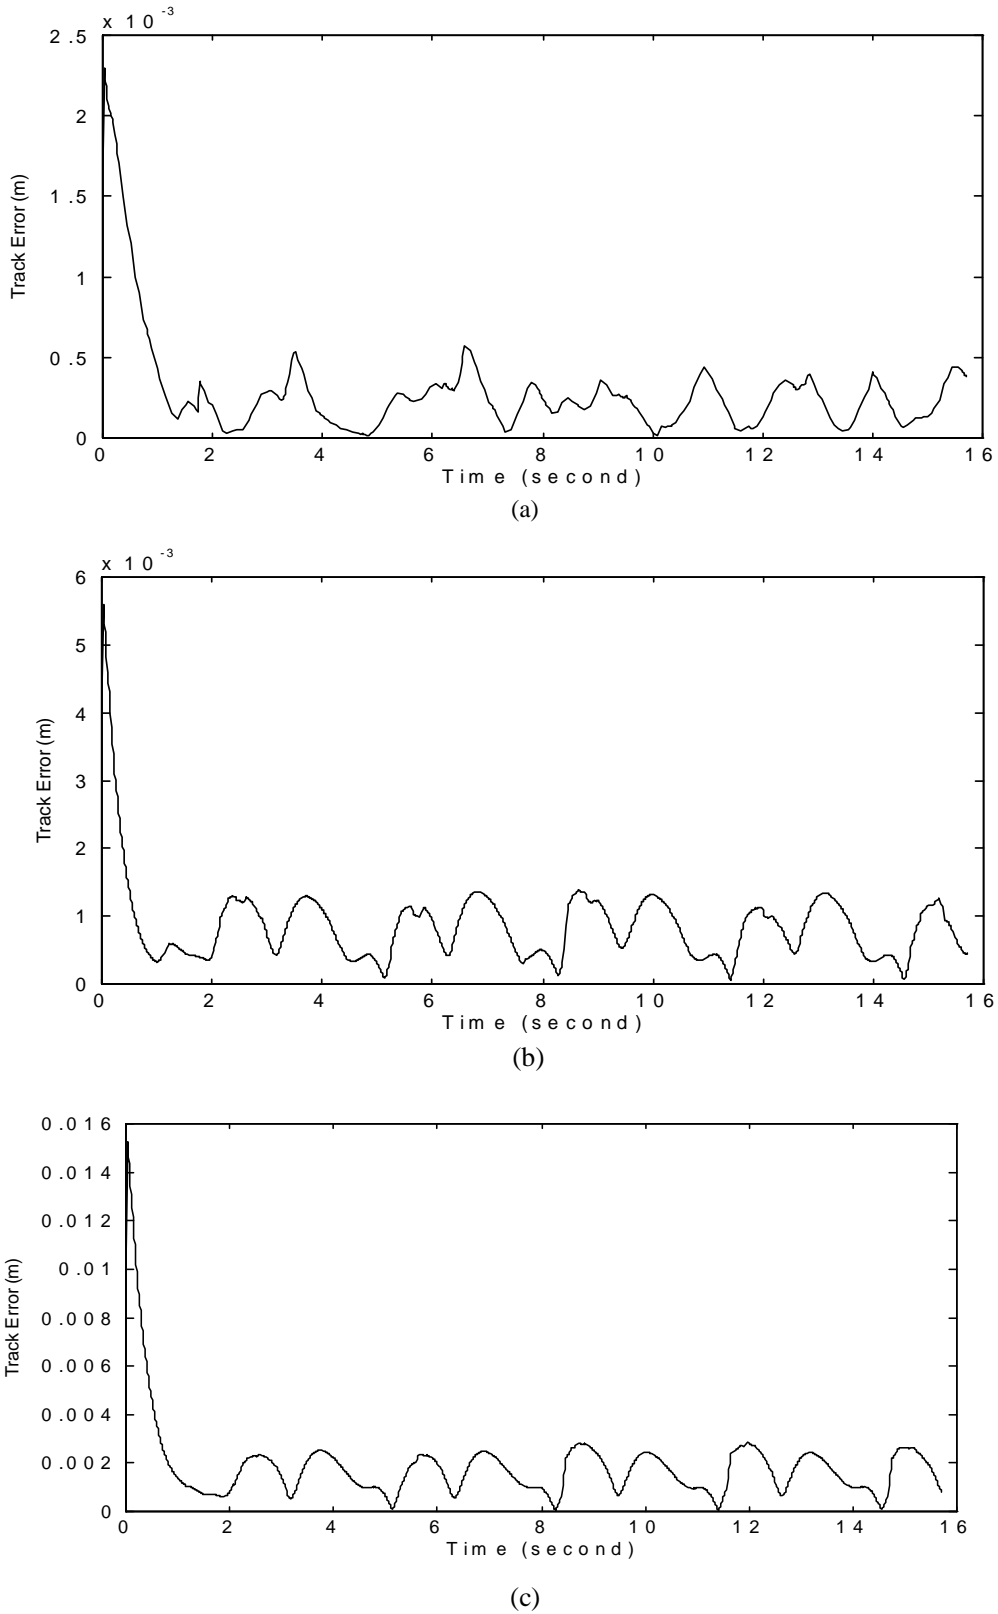 x 10 -3
2.5
2
1.5
1
0.5
0
Track Error (m)
0 2 4 6 8 10 12 14 16
Time (second)
(a)
x 10 -3
6
5
4
3
2
1
0
Track Error (m)
0 2 4 6 8 10 12 14 16
Time (second)
(b)
0.016
0.014
0.012
0.01
0.008
0.006
0.004
0.002
0
Track Error (m)
0 2 4 6 8 10 12 14 16
Time (second)
(c)